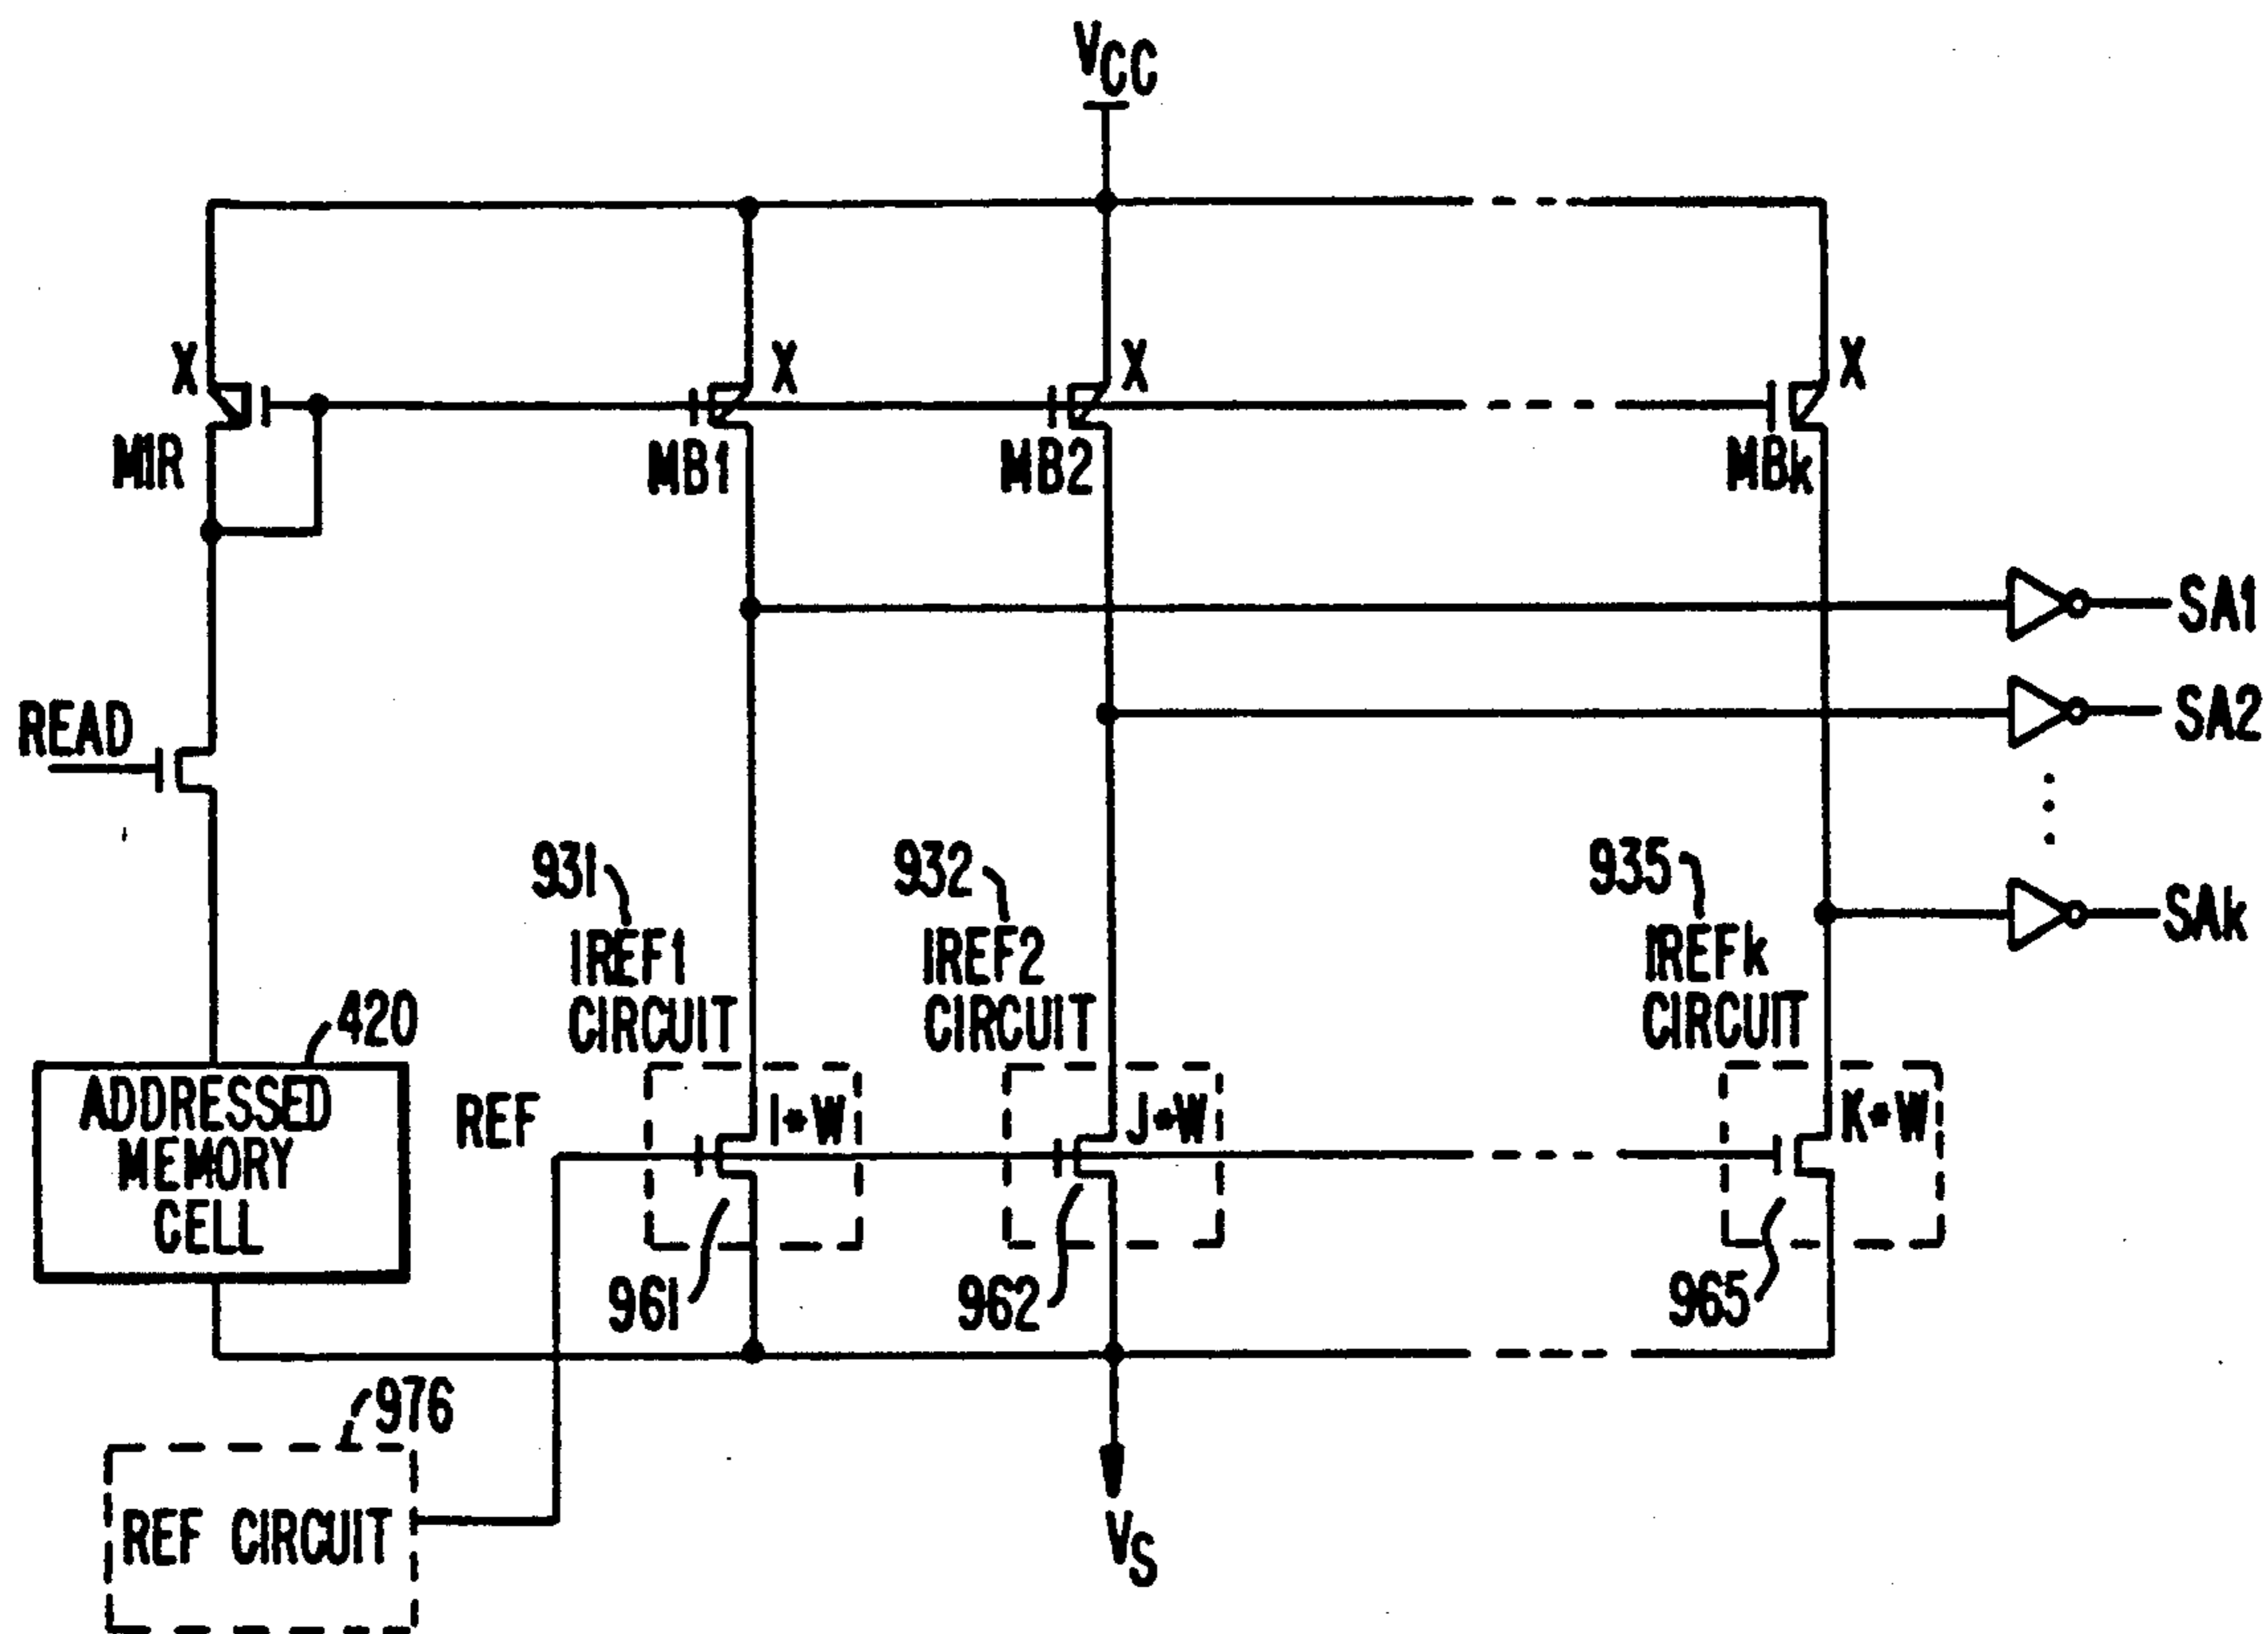 VCC
X
X
X
X
MIR
MB1
MB2
MBk
SA1
READ
SA2
931
932
935
SAk
IREF1
CIRCUIT
IREF2
CIRCUIT
IREFk
CIRCUIT
420
ADDRESSED
MEMORY
CELL
REF
I*W
J*W
K*W
961
962
965
976
REF CIRCUIT
VS